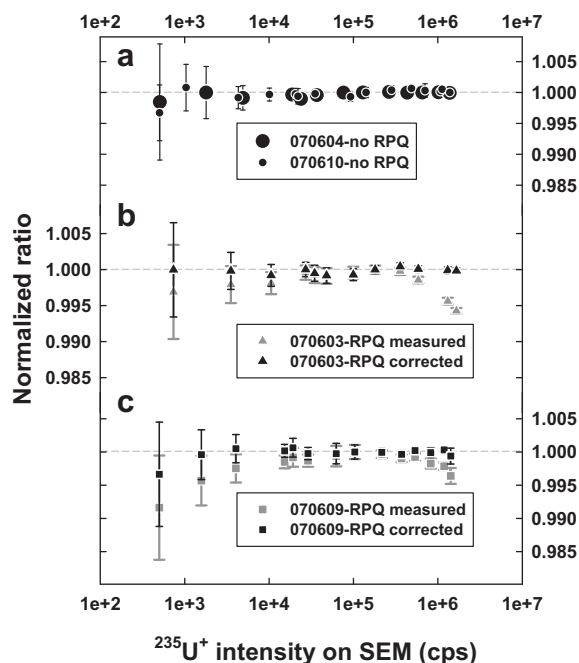 1e+2 1e+3 1e+4 1e+5 1e+6 1e+7
a
1.005
1.000
0.995
0.990
0.985
070604-no RPQ
070610-no RPQ
b
1.005
1.000
0.995
0.990
0.985
070603-RPQ measured
070603-RPQ corrected
Normalized ratio
c
1.005
1.000
0.995
0.990
0.985
070609-RPQ measured
070609-RPQ corrected
1e+2 1e+3 1e+4 1e+5 1e+6 1e+7
²³⁵U⁺ intensity on SEM (cps)